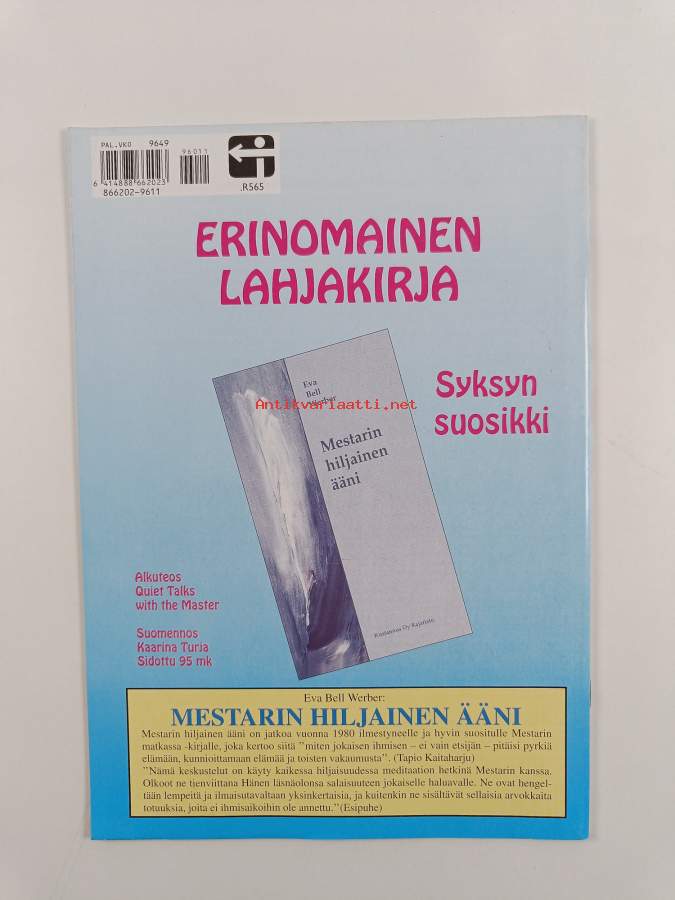 PAL.VKO 9649
96011
6 414888 662023
866202-9611
.R565
ERINOMAINEN
LAHJAKIRJA
Syksyn
suosikki
Eva
Bell
Werber
Antikvariaatti.net
Mestarin
hiljainen
ääni
Kustannus Oy Rajatieto
Alkuteos
Quiet Talks
with the Master
Suomennos
Kaarina Turja
Sidottu 95 mk
Eva Bell Werber:
MESTARIN HILJAINEN ÄÄNI
Mestarin hiljainen ääni on jatkoa vuonna 1980 ilmestyneelle ja hyvin suositulle Mestarin
matkassa -kirjalle, joka kertoo siitä "miten jokaisen ihmisen – ei vain etsijän – pitäisi pyrkiä
elämään, kunnioittamaan elämää ja toisten vakaumusta". (Tapio Kaitaharju)
"Nämä keskustelut on käyty kaikessa hiljaisuudessa meditaation hetkinä Mestarin kanssa.
Olkoot ne tienviittana Hänen läsnäolonsa salaisuuteen jokaiselle haluavalle. Ne ovat hengel-
tään lempeitä ja ilmaisutavaltaan yksinkertaisia, ja kuitenkin ne sisältävät sellaisia arvokkaita
totuuksia, joita ei ihmisaikoihin ole annettu."(Esipuhe)